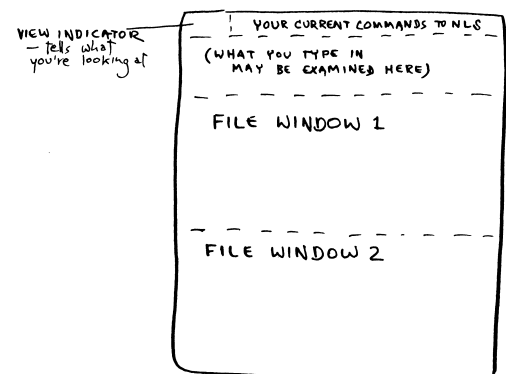 VIEW INDICATOR
– tells what
you're looking at
YOUR CURRENT COMMANDS TO NLS
(WHAT YOU TYPE IN
MAY BE EXAMINED HERE)
FILE WINDOW 1
FILE WINDOW 2